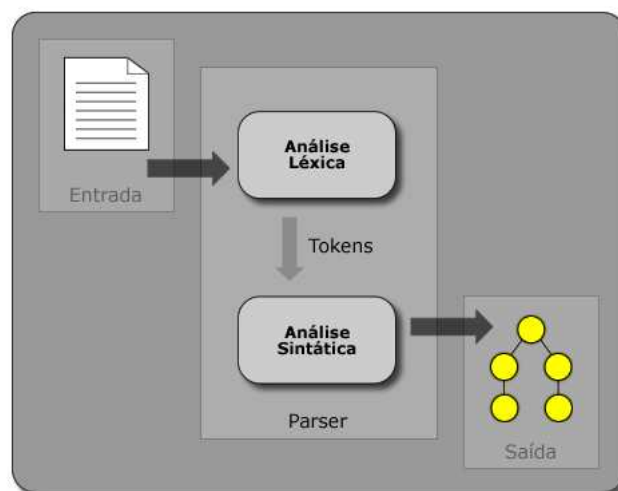 Entrada
Análise
Léxica
Tokens
Análise
Sintática
Parser
Saída